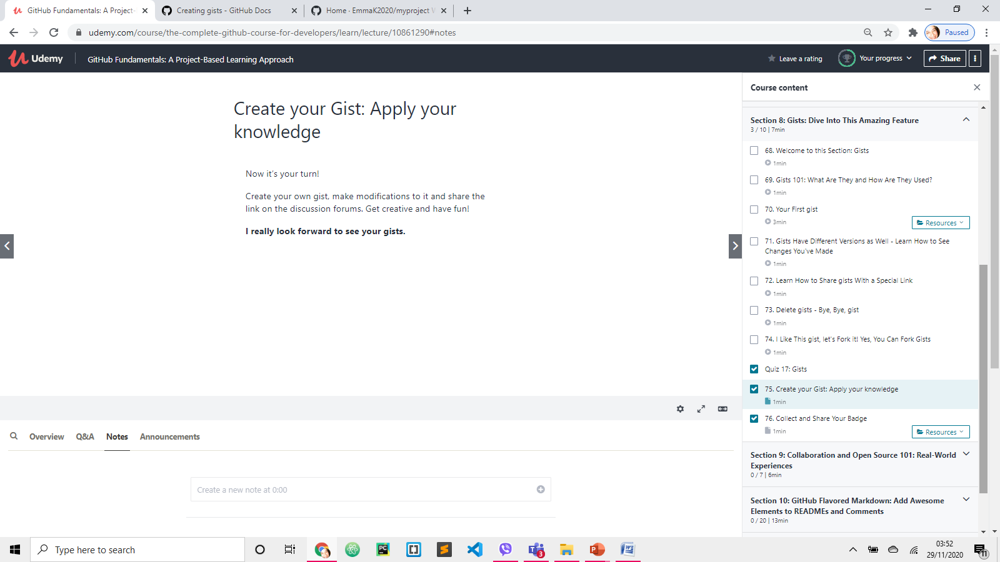 GitHub Fundamentals: A Project-
Creating gists - GitHub Docs
Home · EmmaK2020/myproject W
udemy.com/course/the-complete-github-course-for-developers/learn/lecture/10861290#notes
Paused
Udemy
GitHub Fundamentals: A Project-Based Learning Approach
Leave a rating
Your progress
Share
Create your Gist: Apply your
knowledge
Now it's your turn!
Create your own gist, make modifications to it and share the
link on the discussion forums. Get creative and have fun!
I really look forward to see your gists.
Overview
Q&A
Notes
Announcements
Create a new note at 0:00
Course content
Section 8: Gists: Dive Into This Amazing Feature
3 / 10 | 7min
68. Welcome to this Section: Gists
1min
69. Gists 101: What Are They and How Are They Used?
1min
70. Your First gist
3min
Resources
71. Gists Have Different Versions as Well - Learn How to See
Changes You've Made
1min
72. Learn How to Share gists With a Special Link
1min
73. Delete gists - Bye, Bye, gist
1min
74. I Like This gist, let's Fork it! Yes, You Can Fork Gists
1min
Quiz 17: Gists
75. Create your Gist: Apply your knowledge
1min
76. Collect and Share Your Badge
1min
Resources
Section 9: Collaboration and Open Source 101: Real-World
Experiences
0 / 7 | 6min
Section 10: GitHub Flavored Markdown: Add Awesome
Elements to READMEs and Comments
0 / 20 | 13min
Type here to search
PC
3
03:52
29/11/2020
11